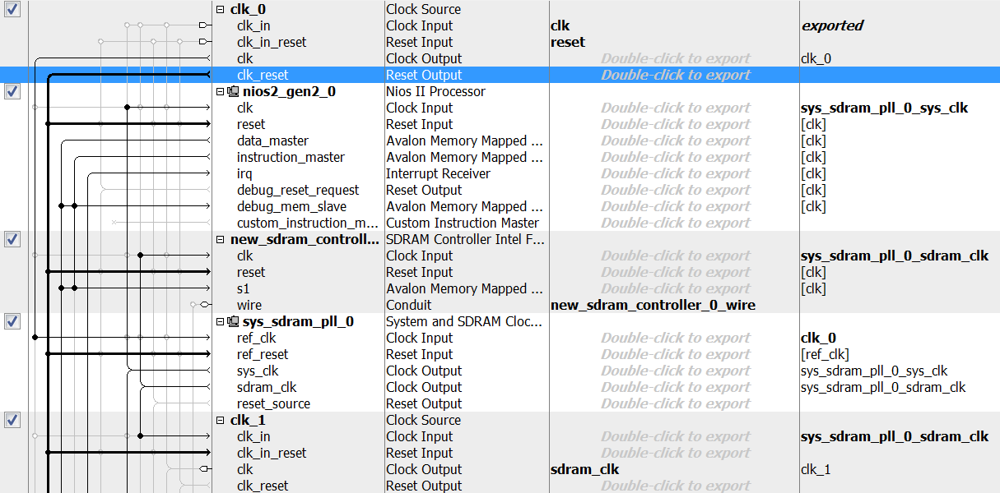 clk_0 Clock Source
clk_in Clock Input clk exported
clk_in_reset Reset Input reset
clk Clock Output Double-click to export clk_0
clk_reset Reset Output Double-click to export
nios2_gen2_0 Nios II Processor
clk Clock Input Double-click to export sys_sdram_pll_0_sys_clk
reset Reset Input Double-click to export [clk]
data_master Avalon Memory Mapped ... Double-click to export [clk]
instruction_master Avalon Memory Mapped ... Double-click to export [clk]
irq Interrupt Receiver Double-click to export [clk]
debug_reset_request Reset Output Double-click to export [clk]
debug_mem_slave Avalon Memory Mapped ... Double-click to export [clk]
custom_instruction_m... Custom Instruction Master Double-click to export
new_sdram_controll... SDRAM Controller Intel F...
clk Clock Input Double-click to export sys_sdram_pll_0_sdram_clk
reset Reset Input Double-click to export [clk]
s1 Avalon Memory Mapped ... Double-click to export [clk]
wire Conduit new_sdram_controller_0_wire
sys_sdram_pll_0 System and SDRAM Cloc...
ref_clk Clock Input Double-click to export clk_0
ref_reset Reset Input Double-click to export [ref_clk]
sys_clk Clock Output Double-click to export sys_sdram_pll_0_sys_clk
sdram_clk Clock Output Double-click to export sys_sdram_pll_0_sdram_clk
reset_source Reset Output Double-click to export
clk_1 Clock Source
clk_in Clock Input Double-click to export sys_sdram_pll_0_sdram_clk
clk_in_reset Reset Input Double-click to export
clk Clock Output sdram_clk clk_1
clk_reset Reset Output Double-click to export